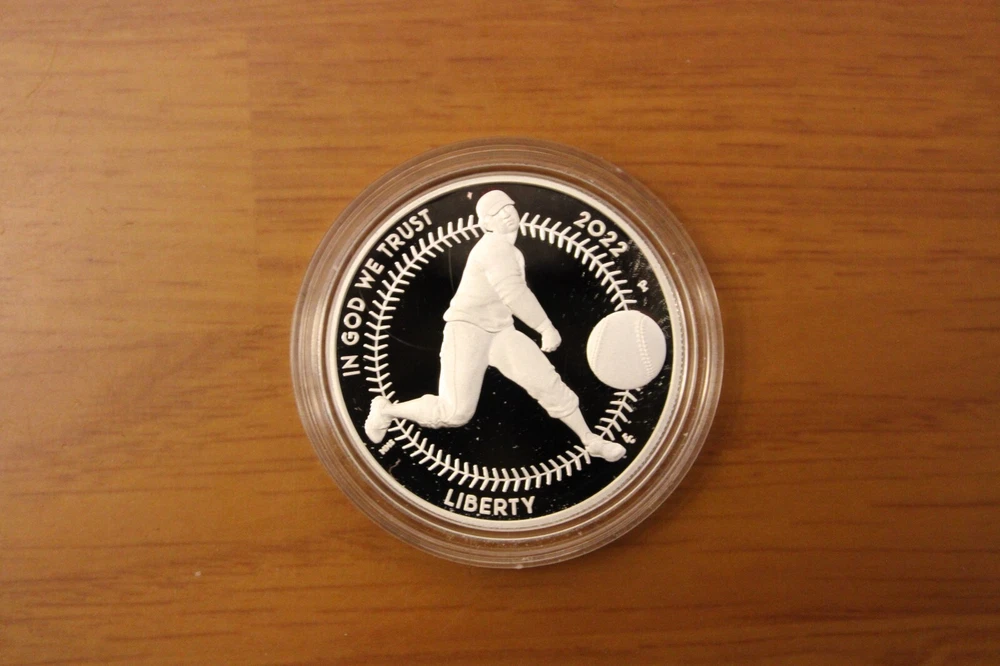 IN GOD WE TRUST
2022
P
LIBERTY